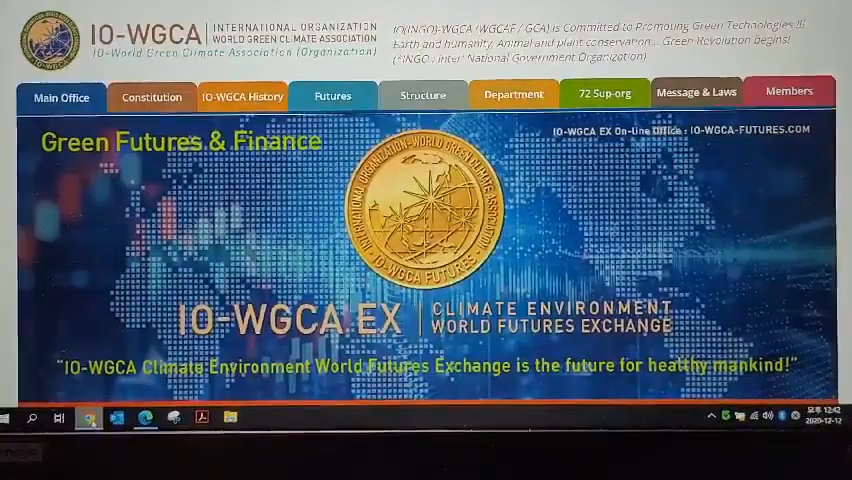 IO-WGCA
INTERNATIONAL ORGANIZATION
WORLD GREEN CLIMATE ASSOCIATION
IO-World Green Climate Association (Organization)
IO(INGO)-WGCA (WGCAF / GCA) is Committed to Promoting Green Technologies !!!
Earth and humanity, Animal and plant conservation... Green Revolution begins!
(*INGO : Inter National Government Organization)
Main Office
Constitution
IO-WGCA History
Futures
Structure
Department
72 Sup-org
Message & Laws
Members
Green Futures & Finance
IO-WGCA EX On-line Office : IO-WGCA-FUTURES.COM
INTERNATIONAL ORGANIZATION-WORLD GREEN CLIMATE ASSOCIATION
· IO-WGCA FUTURES ·
IO-WGCA EX
CLIMATE ENVIRONMENT
WORLD FUTURES EXCHANGE
"IO-WGCA Climate Environment World Futures Exchange is the future for healthy mankind!"
오후 12:42
2020-12-12